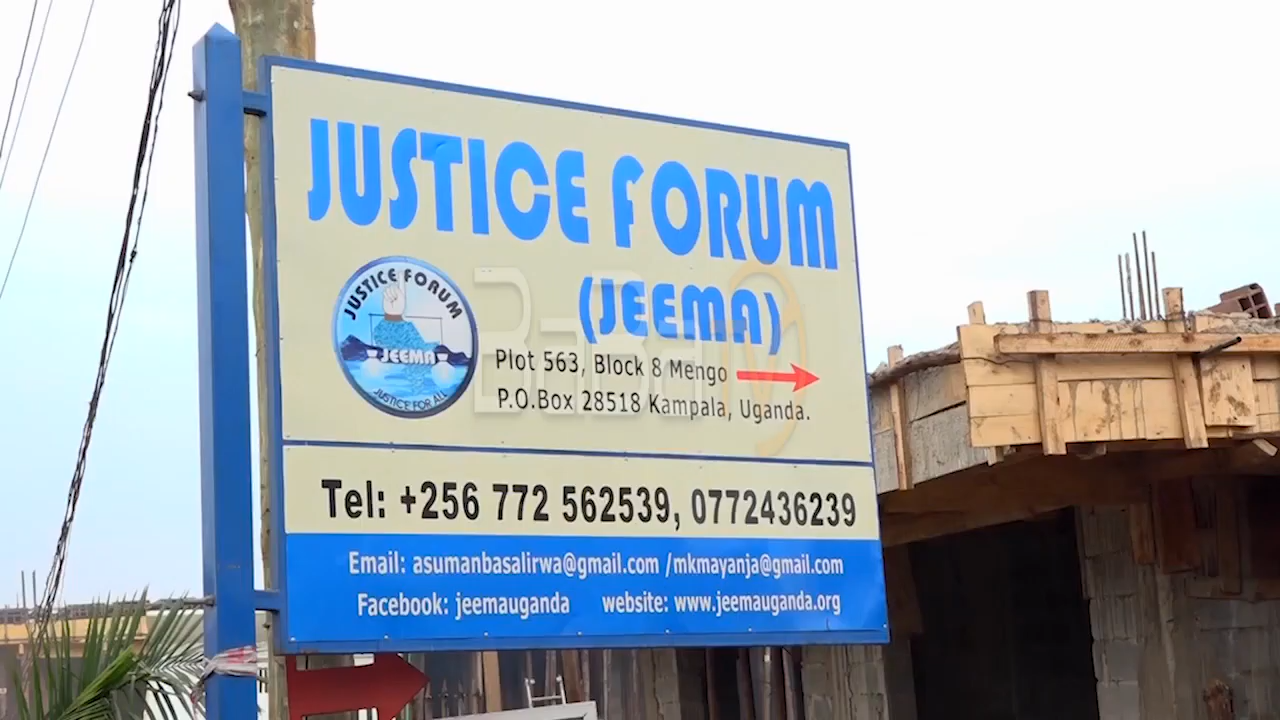 JUSTICE FORUM
(JEEMA)
JUSTICE FORUM
JEEMA
JUSTICE FOR ALL
Plot 563, Block 8 Mengo
P.O.Box 28518 Kampala, Uganda.
Tel: +256 772 562539, 0772436239
Email: asumanbasalirwa@gmail.com /mkmayanja@gmail.com
Facebook: jeemauganda website: www.jeemauganda.org